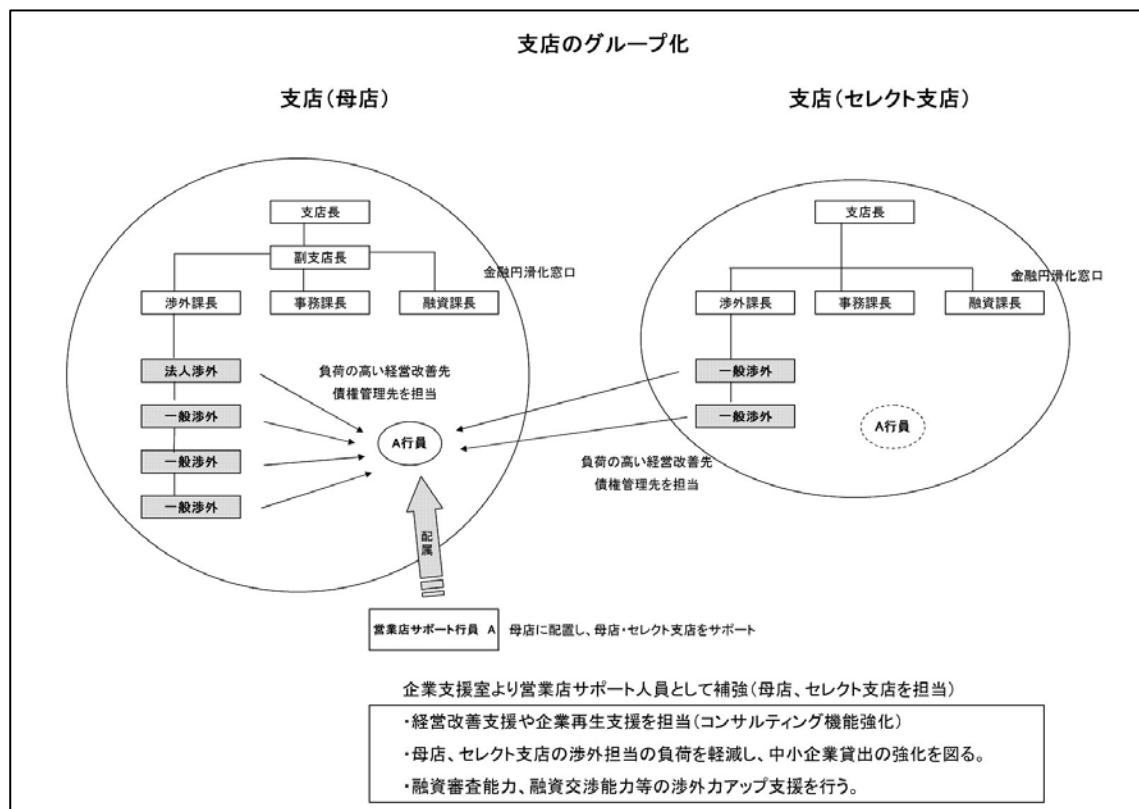 支店のグループ化
支店（母店）
支店（セレクト支店）
支店長
副支店長
金融円滑化窓口
渉外課長
事務課長
融資課長
法人渉外
一般渉外
一般渉外
一般渉外
負荷の高い経営改善先
債権管理先を担当
A行員
配属
支店長
金融円滑化窓口
渉外課長
事務課長
融資課長
一般渉外
一般渉外
A行員
負荷の高い経営改善先
債権管理先を担当
営業店サポート行員 A
母店に配置し、母店・セレクト支店をサポート
企業支援室より営業店サポート人員として補強（母店、セレクト支店を担当）
・経営改善支援や企業再生支援を担当（コンサルティング機能強化）
・母店、セレクト支店の渉外担当の負荷を軽減し、中小企業貸出の強化を図る。
・融資審査能力、融資交渉能力等の渉外力アップ支援を行う。